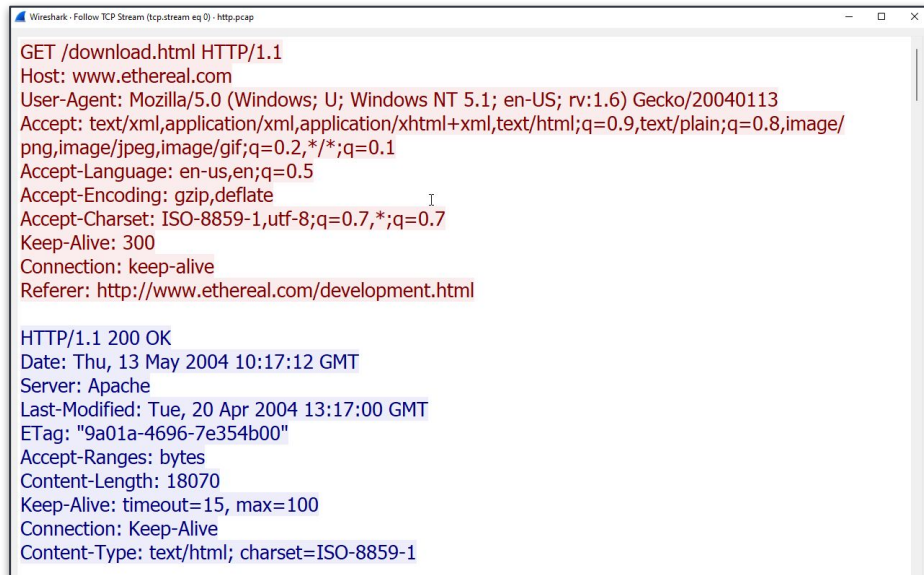 Wireshark · Follow TCP Stream (tcp.stream eq 0) · http.pcap
GET /download.html HTTP/1.1
Host: www.ethereal.com
User-Agent: Mozilla/5.0 (Windows; U; Windows NT 5.1; en-US; rv:1.6) Gecko/20040113
Accept: text/xml,application/xml,application/xhtml+xml,text/html;q=0.9,text/plain;q=0.8,image/
png,image/jpeg,image/gif;q=0.2,*/*;q=0.1
Accept-Language: en-us,en;q=0.5
Accept-Encoding: gzip,deflate
Accept-Charset: ISO-8859-1,utf-8;q=0.7,*;q=0.7
Keep-Alive: 300
Connection: keep-alive
Referer: http://www.ethereal.com/development.html
HTTP/1.1 200 OK
Date: Thu, 13 May 2004 10:17:12 GMT
Server: Apache
Last-Modified: Tue, 20 Apr 2004 13:17:00 GMT
ETag: "9a01a-4696-7e354b00"
Accept-Ranges: bytes
Content-Length: 18070
Keep-Alive: timeout=15, max=100
Connection: Keep-Alive
Content-Type: text/html; charset=ISO-8859-1